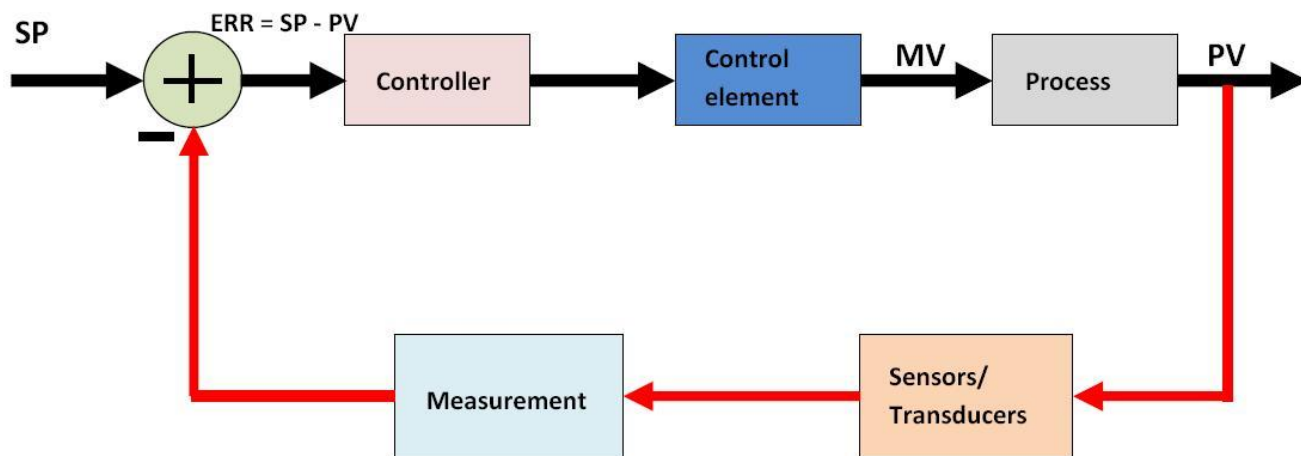 SP
ERR = SP - PV
Controller
Control
element
MV
Process
PV
Measurement
Sensors/
Transducers